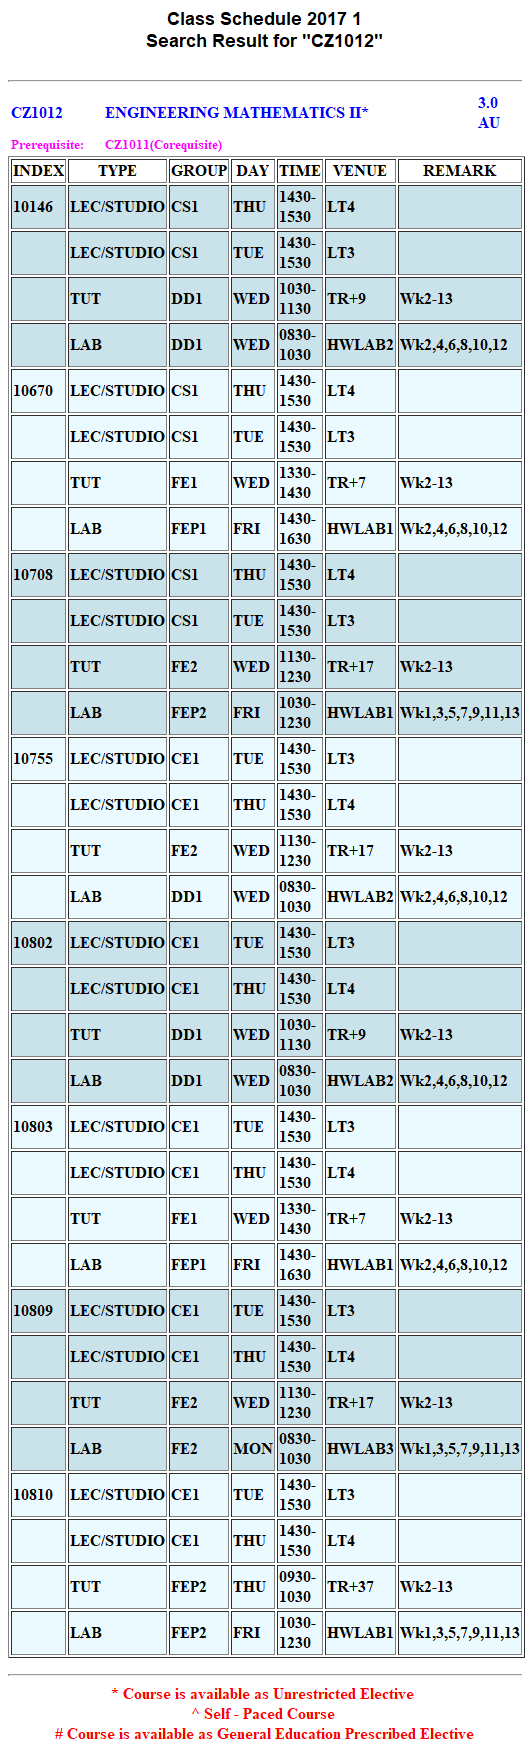 Class Schedule 2017 1
Search Result for "CZ1012"
CZ1012 ENGINEERING MATHEMATICS II* 3.0 AU
Prerequisite: CZ1011(Corequisite)
INDEX TYPE GROUP DAY TIME VENUE REMARK
10146 LEC/STUDIO CS1 THU 1430-1530 LT4
LEC/STUDIO CS1 TUE 1430-1530 LT3
TUT DD1 WED 1030-1130 TR+9 Wk2-13
LAB DD1 WED 0830-1030 HWLAB2 Wk2,4,6,8,10,12
10670 LEC/STUDIO CS1 THU 1430-1530 LT4
LEC/STUDIO CS1 TUE 1430-1530 LT3
TUT FE1 WED 1330-1430 TR+7 Wk2-13
LAB FEP1 FRI 1430-1630 HWLAB1 Wk2,4,6,8,10,12
10708 LEC/STUDIO CS1 THU 1430-1530 LT4
LEC/STUDIO CS1 TUE 1430-1530 LT3
TUT FE2 WED 1130-1230 TR+17 Wk2-13
LAB FEP2 FRI 1030-1230 HWLAB1 Wk1,3,5,7,9,11,13
10755 LEC/STUDIO CE1 TUE 1430-1530 LT3
LEC/STUDIO CE1 THU 1430-1530 LT4
TUT FE2 WED 1130-1230 TR+17 Wk2-13
LAB DD1 WED 0830-1030 HWLAB2 Wk2,4,6,8,10,12
10802 LEC/STUDIO CE1 TUE 1430-1530 LT3
LEC/STUDIO CE1 THU 1430-1530 LT4
TUT DD1 WED 1030-1130 TR+9 Wk2-13
LAB DD1 WED 0830-1030 HWLAB2 Wk2,4,6,8,10,12
10803 LEC/STUDIO CE1 TUE 1430-1530 LT3
LEC/STUDIO CE1 THU 1430-1530 LT4
TUT FE1 WED 1330-1430 TR+7 Wk2-13
LAB FEP1 FRI 1430-1630 HWLAB1 Wk2,4,6,8,10,12
10809 LEC/STUDIO CE1 TUE 1430-1530 LT3
LEC/STUDIO CE1 THU 1430-1530 LT4
TUT FE2 WED 1130-1230 TR+17 Wk2-13
LAB FE2 MON 0830-1030 HWLAB3 Wk1,3,5,7,9,11,13
10810 LEC/STUDIO CE1 TUE 1430-1530 LT3
LEC/STUDIO CE1 THU 1430-1530 LT4
TUT FEP2 THU 0930-1030 TR+37 Wk2-13
LAB FEP2 FRI 1030-1230 HWLAB1 Wk1,3,5,7,9,11,13
* Course is available as Unrestricted Elective
^ Self - Paced Course
# Course is available as General Education Prescribed Elective